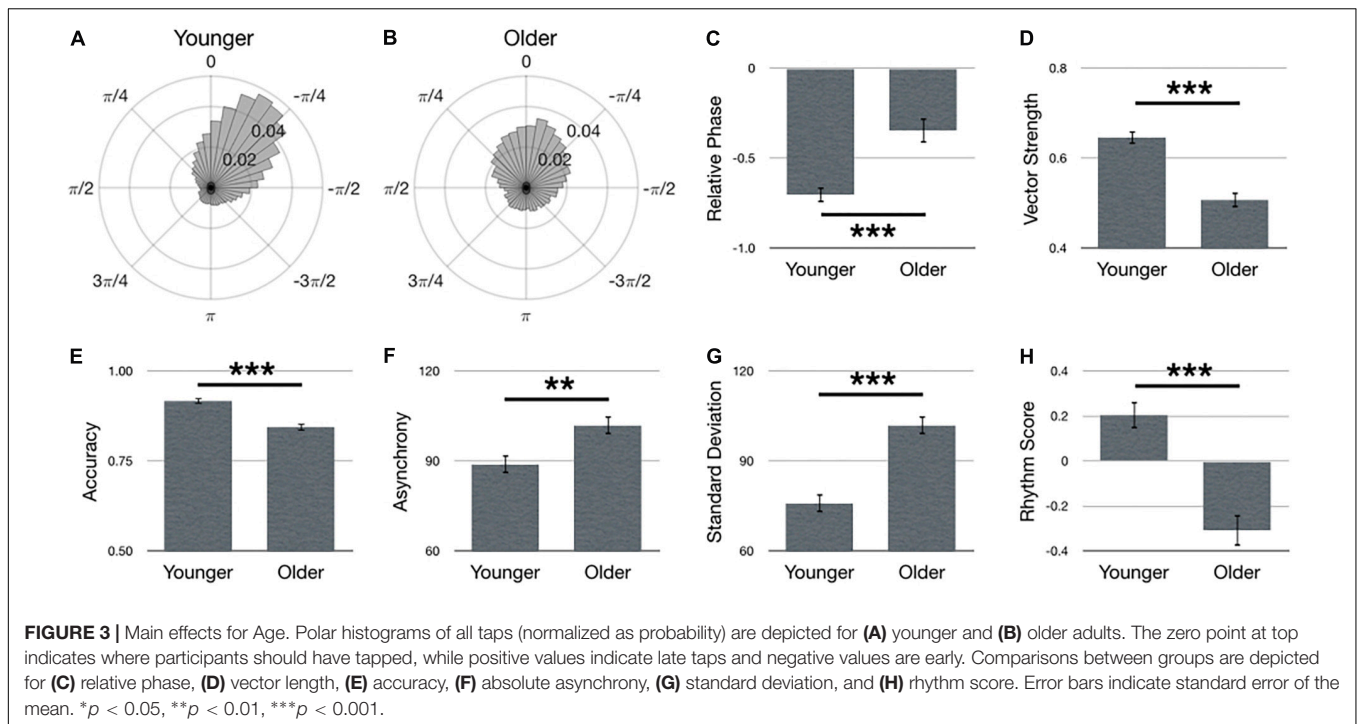 A
Younger
0
π/4
-π/4
0.04
0.02
π/2
-π/2
3π/4
-3π/2
π
B
Older
0
π/4
-π/4
0.04
0.02
π/2
-π/2
3π/4
-3π/2
π
C
Relative Phase
0
-0.5
-1.0
***
Younger Older
D
Vector Strength
0.8
0.6
0.4
***
Younger Older
E
Accuracy
1.00
0.75
0.50
***
Younger Older
F
Asynchrony
120
90
60
**
Younger Older
G
Standard Deviation
120
90
60
***
Younger Older
H
Rhythm Score
0.4
0.2
0
-0.2
-0.4
***
Younger Older
FIGURE 3 | Main effects for Age. Polar histograms of all taps (normalized as probability) are depicted for (A) younger and (B) older adults. The zero point at top
indicates where participants should have tapped, while positive values indicate late taps and negative values are early. Comparisons between groups are depicted
for (C) relative phase, (D) vector length, (E) accuracy, (F) absolute asynchrony, (G) standard deviation, and (H) rhythm score. Error bars indicate standard error of the
mean. *p < 0.05, **p < 0.01, ***p < 0.001.